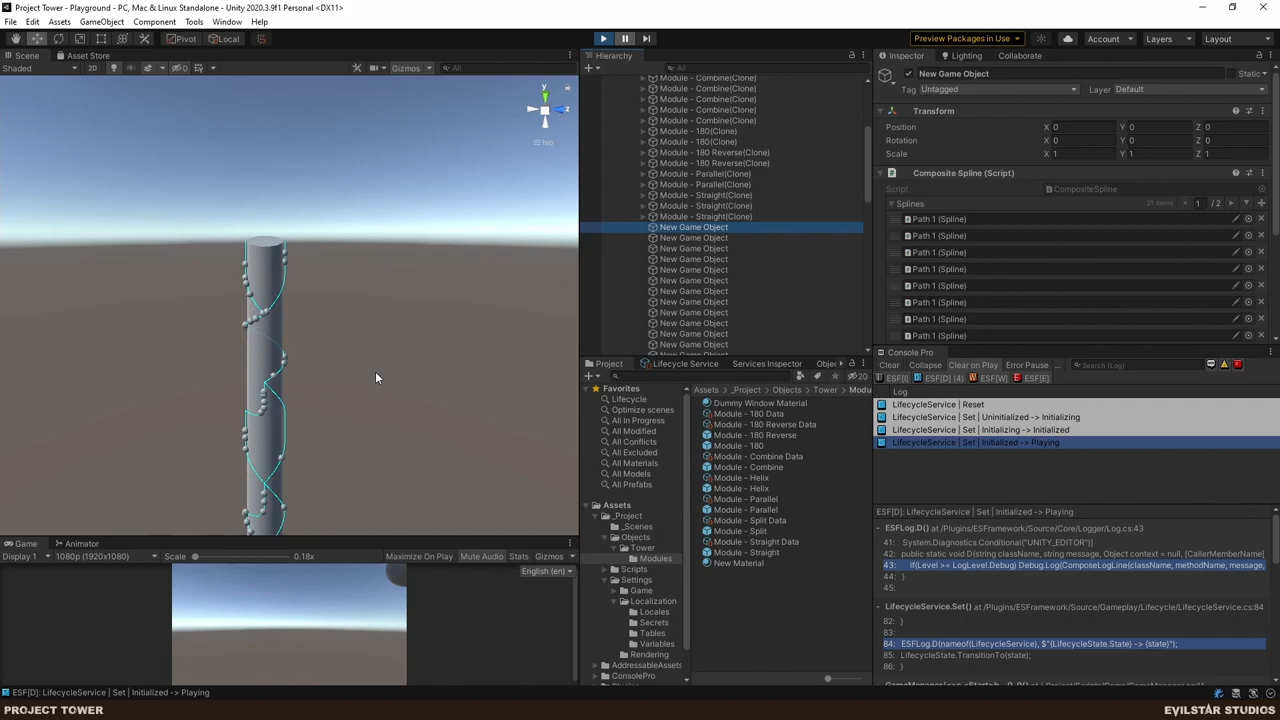 Project Tower - Playground - PC, Mac & Linux Standalone - Unity 2020.3.9f1 Personal <DX11>
File Edit Assets GameObject Component Tools Window Help
Pivot Local
Preview Packages in Use Account Layers Layout
Scene Asset Store
Shaded 2D 0 Gizmos All
y
z
Iso
Hierarchy
All
Module - Combine(Clone)
Module - Combine(Clone)
Module - Combine(Clone)
Module - Combine(Clone)
Module - Combine(Clone)
Module - 180(Clone)
Module - 180(Clone)
Module - 180 Reverse(Clone)
Module - 180 Reverse(Clone)
Module - Parallel(Clone)
Module - Parallel(Clone)
Module - Straight(Clone)
Module - Straight(Clone)
Module - Straight(Clone)
New Game Object
New Game Object
New Game Object
New Game Object
New Game Object
New Game Object
New Game Object
New Game Object
New Game Object
New Game Object
New Game Object
New Game Object
New Game Object
Inspector Lighting Collaborate
New Game Object Static
Tag Untagged Layer Default
Transform
Position X 0 Y 0 Z 0
Rotation X 0 Y 0 Z 0
Scale X 1 Y 1 Z 1
Composite Spline (Script)
Script CompositeSpline
Splines 21 items 1 / 2
Path 1 (Spline)
Path 1 (Spline)
Path 1 (Spline)
Path 1 (Spline)
Path 1 (Spline)
Path 1 (Spline)
Path 1 (Spline)
Path 1 (Spline)
Project Lifecycle Service Services Inspector Objec
20
Favorites
Lifecycle
Optimize scenes
All In Progress
All Modified
All Conflicts
All Excluded
All Materials
All Models
All Prefabs
Assets
_Project
_Scenes
Objects
Tower
Modules
Scripts
Settings
Game
Localization
Locales
Secrets
Tables
Variables
Rendering
AddressableAssets
ConsolePro
Assets _Project Objects Tower Modu
Dummy Window Material
Module - 180 Data
Module - 180 Reverse Data
Module - 180 Reverse
Module - 180
Module - Combine Data
Module - Combine
Module - Helix
Module - Helix
Module - Parallel
Module - Parallel
Module - Split Data
Module - Split
Module - Straight Data
Module - Straight
New Material
Console Pro
Clear Collapse Clear on Play Error Pause ... Search (Log)
ESF[I] ESF[D] (4) ESF[W] ESF[E]
Log
LifecycleService | Reset
LifecycleService | Set | Uninitialized -> Initializing
LifecycleService | Set | Initializing -> Initialized
LifecycleService | Set | Initialized -> Playing
ESF[D]: LifecycleService | Set | Initialized -> Playing
ESFLog.D() at /Plugins/ESFramework/Source/Core/Logger/Log.cs:43
41: System.Diagnostics.Conditional("UNITY_EDITOR")]
42: public static void D(string className, string message, Object context = null, [CallerMemberName]
43: if(Level >= LogLevel.Debug) Debug.Log(ComposeLogLine(className, methodName, message,
44: }
45:
LifecycleService.Set() at /Plugins/ESFramework/Source/Gameplay/Lifecycle/LifecycleService.cs:84
82: }
83:
84: ESFLog.D(nameof(LifecycleService), $"{LifecycleState.State} -> {state}");
85: LifecycleState.TransitionTo(state);
86: }
Game Animator
Display 1 1080p (1920x1080) Scale 0.18x Maximize On Play Mute Audio Stats Gizmos
English (en)
ESF[D]: LifecycleService | Set | Initialized -> Playing
PROJECT TOWER
EVILSTAR STUDIOS